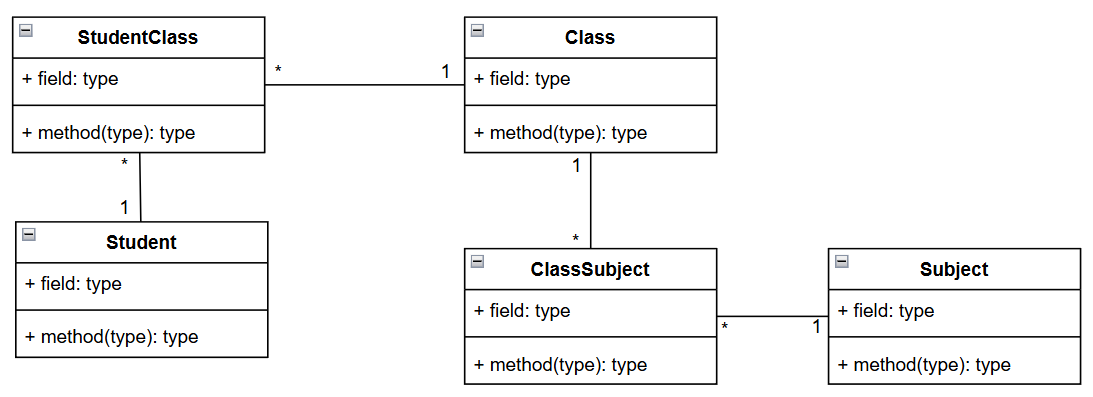 StudentClass
+ field: type
+ method(type): type
*
1
Class
+ field: type
+ method(type): type
*
1
Student
+ field: type
+ method(type): type
1
*
ClassSubject
+ field: type
+ method(type): type
*
1
Subject
+ field: type
+ method(type): type